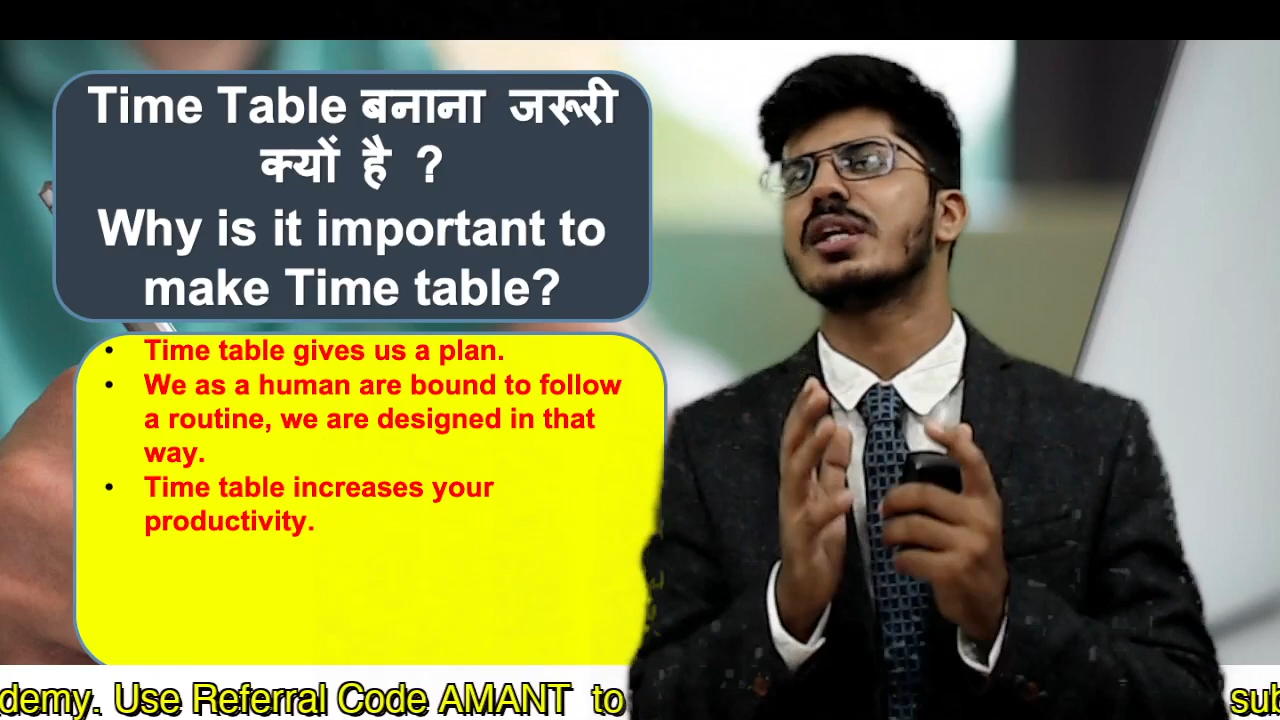 Time Table बनाना जरूरी
क्यों है ?
Why is it important to
make Time table?
• Time table gives us a plan.
• We as a human are bound to follow
a routine, we are designed in that
way.
• Time table increases your
productivity.
demy. Use Referral Code AMANT to sub